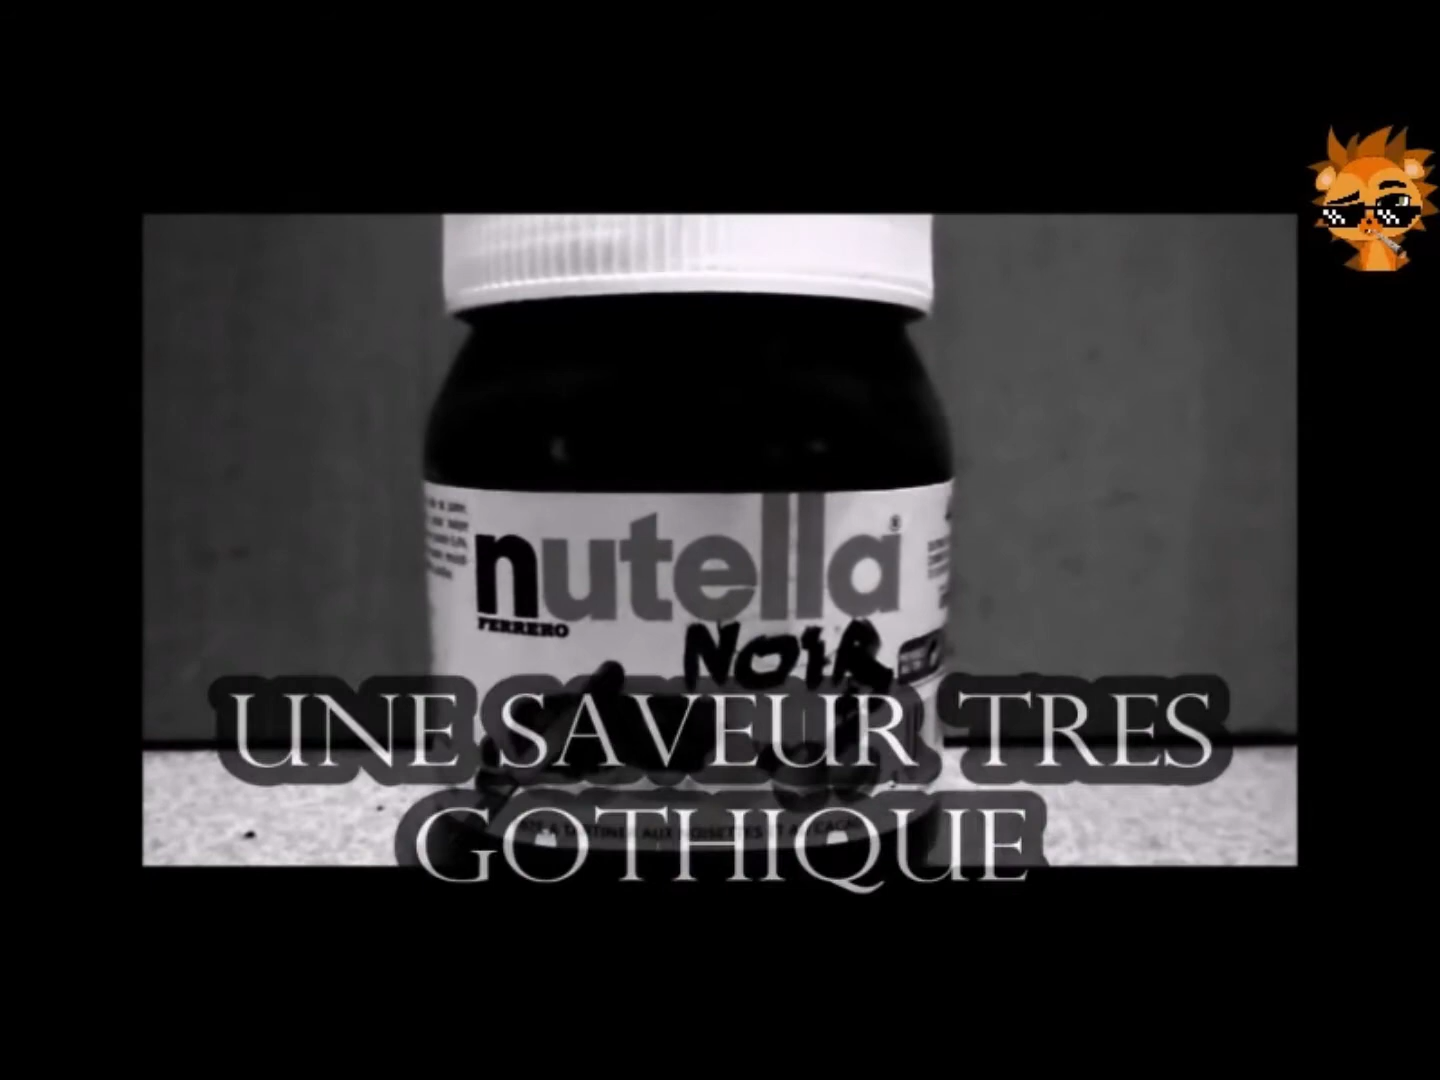 nutella
FERRERO
NOIR
UNE SAVEUR TRES
GOTHIQUE